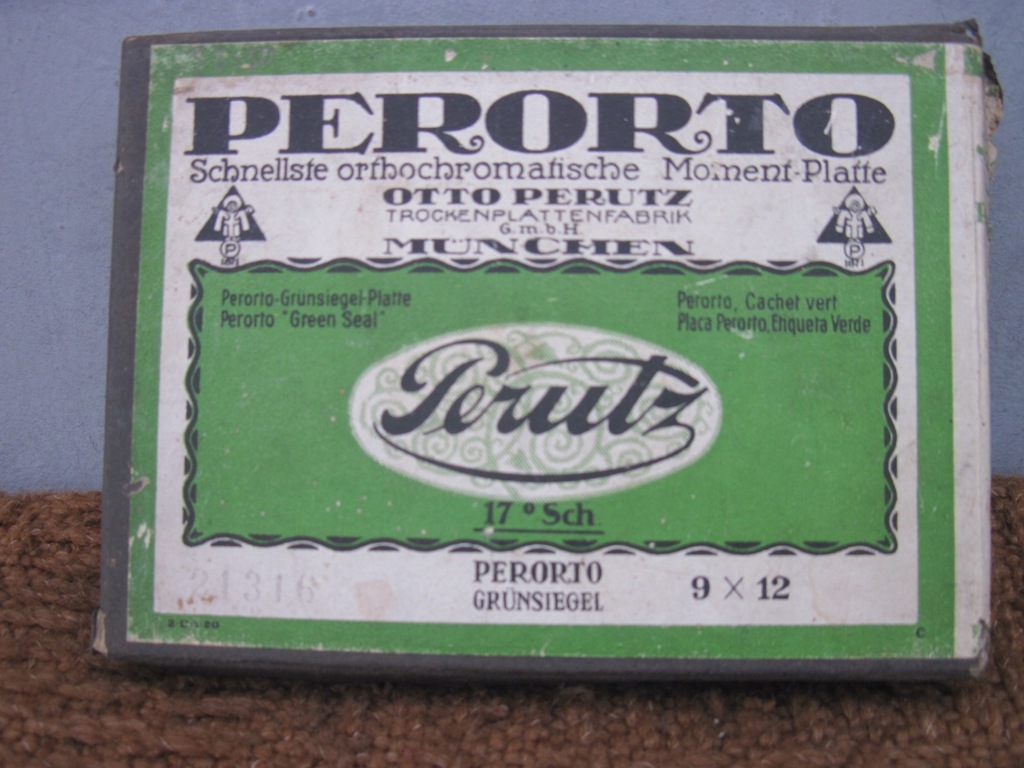 PERORTO
Schnellste orthochromatische Moment-Platte
OTTO PERUTZ
TROCKENPLATTENFABRIK
G.m.b.H.
MÜNCHEN
P
P
Perorto-Grünsiegel-Platte
Perorto "Green Seal"
Perorto, Cachet vert
Placa Perorto, Etiqueta Verde
Perutz
17° Sch.
21316
PERORTO
GRÜNSIEGEL
9 X 12
C